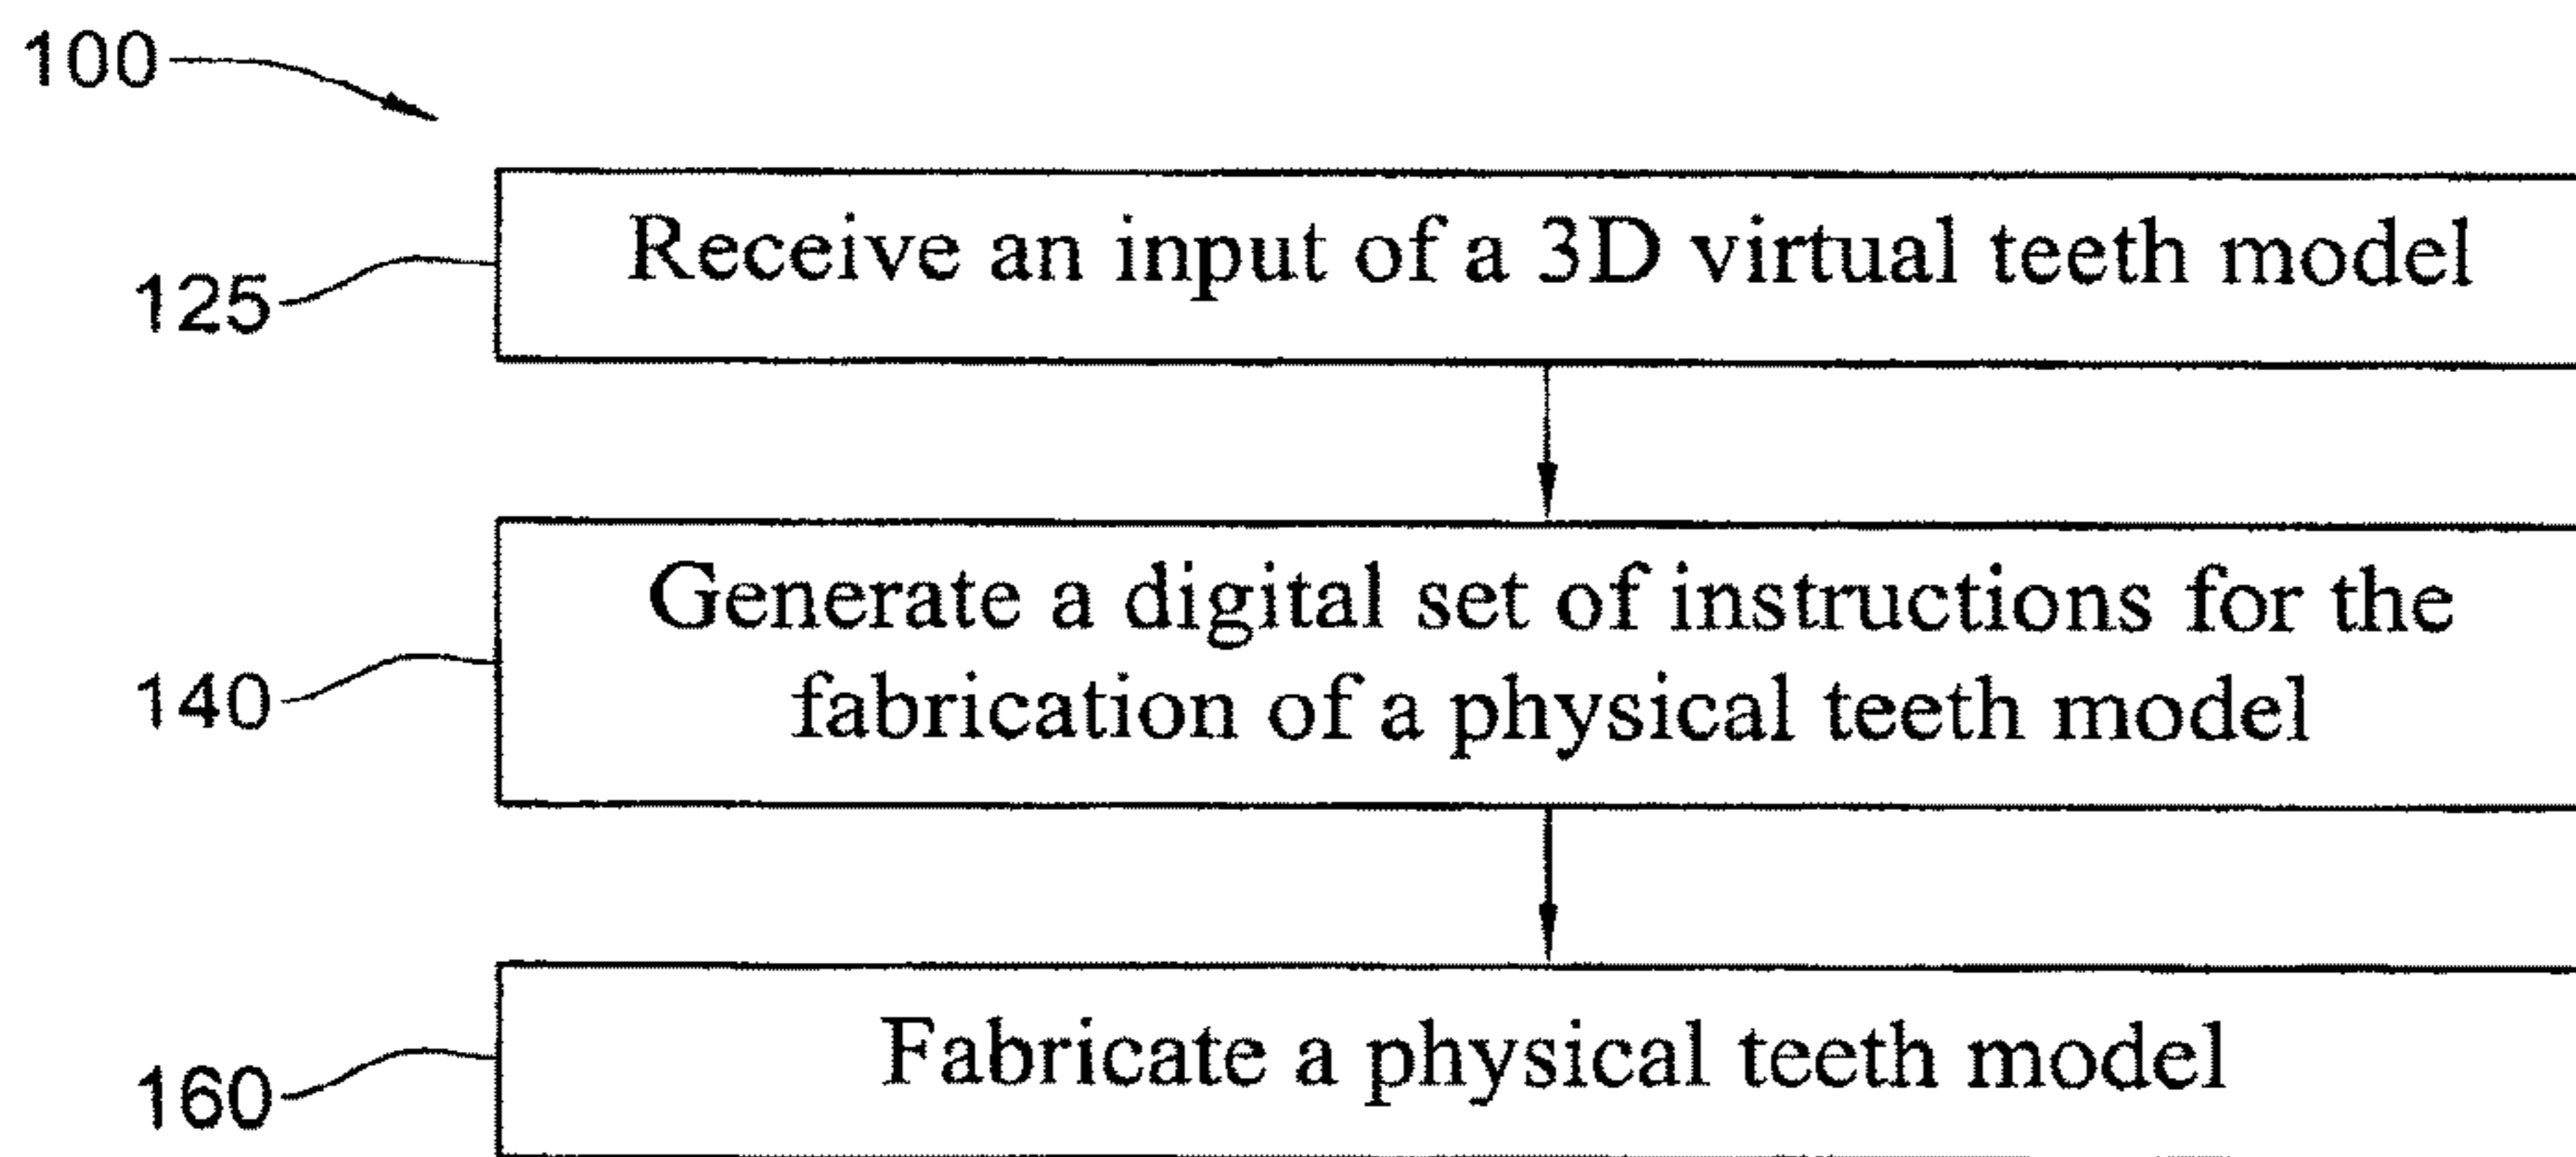 100
125
Receive an input of a 3D virtual teeth model
140
Generate a digital set of instructions for the
fabrication of a physical teeth model
160
Fabricate a physical teeth model